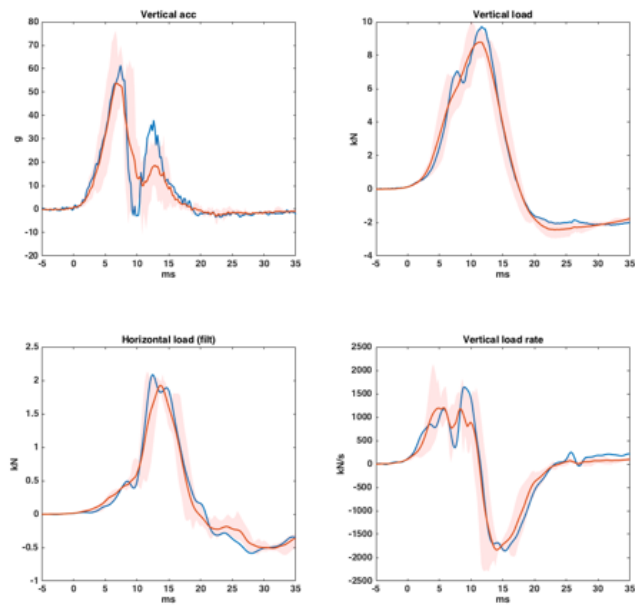 Vertical acc
80
70
60
50
40
30
20
10
0
-10
-20
g
-5 0 5 10 15 20 25 30 35
ms
Vertical load
10
8
6
4
2
0
-2
-4
kN
-5 0 5 10 15 20 25 30 35
ms
Horizontal load (filt)
2.5
2
1.5
1
0.5
0
-0.5
-1
kN
-5 0 5 10 15 20 25 30 35
ms
Vertical load rate
2500
2000
1500
1000
500
0
-500
-1000
-1500
-2000
-2500
kN/s
-5 0 5 10 15 20 25 30 35
ms